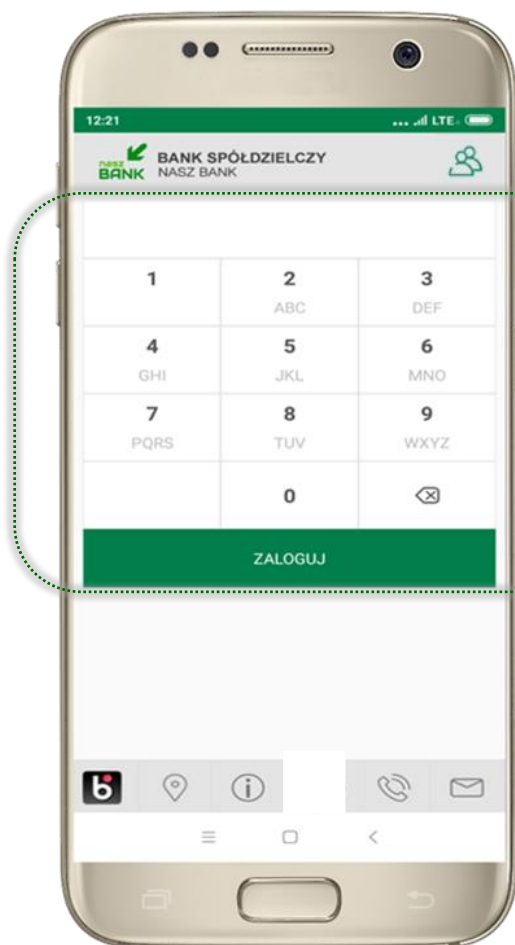 12:21
... LTE
nasz BANK
BANK SPÓŁDZIELCZY
NASZ BANK
1 2 3
ABC DEF
4 5 6
GHI JKL MNO
7 8 9
PQRS TUV WXYZ
0
ZALOGUJ
b
i